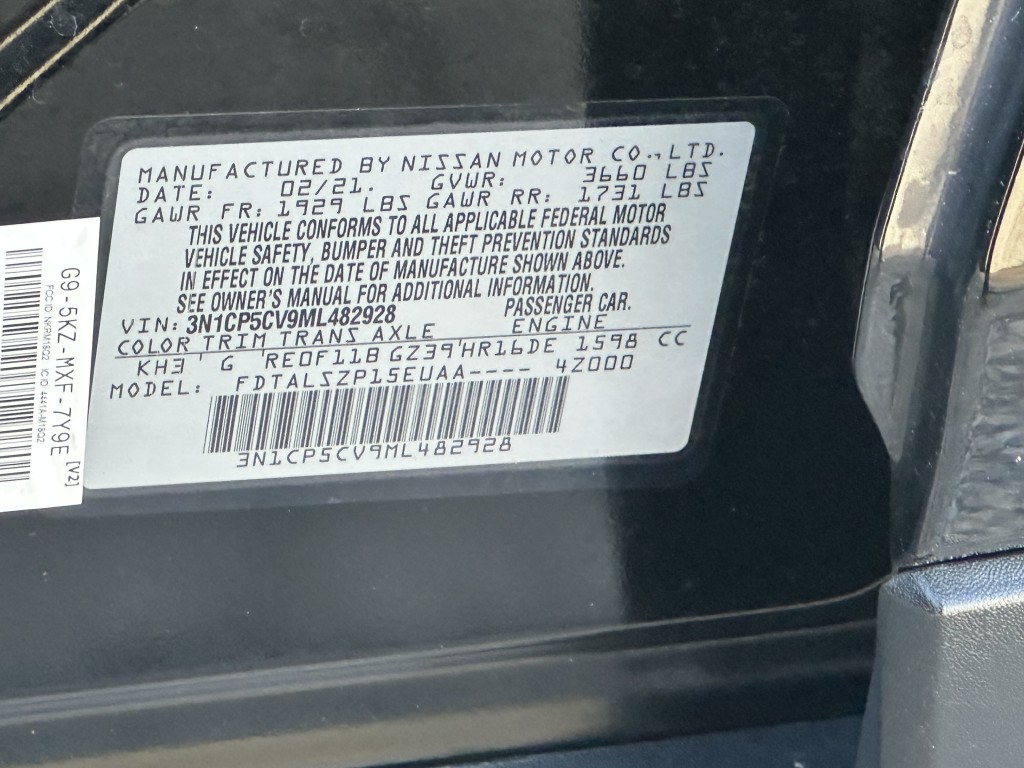 MANUFACTURED BY NISSAN MOTOR CO., LTD.
DATE: 02/21. GVWR: 3660 LBS
GAWR FR: 1929 LBS GAWR RR: 1731 LBS
THIS VEHICLE CONFORMS TO ALL APPLICABLE FEDERAL MOTOR
VEHICLE SAFETY, BUMPER AND THEFT PREVENTION STANDARDS
IN EFFECT ON THE DATE OF MANUFACTURE SHOWN ABOVE.
SEE OWNER'S MANUAL FOR ADDITIONAL INFORMATION.
VIN: 3N1CP5CV9ML482928 PASSENGER CAR.
COLOR TRIM TRANS AXLE ENGINE
KH3 G RE0F11B GZ39 HR16DE 1598 CC
MODEL: FDTALSZP15EUAA---- 4Z000
3N1CP5CV9ML482928
G9-5KZ-MXF-7Y9E [V2]